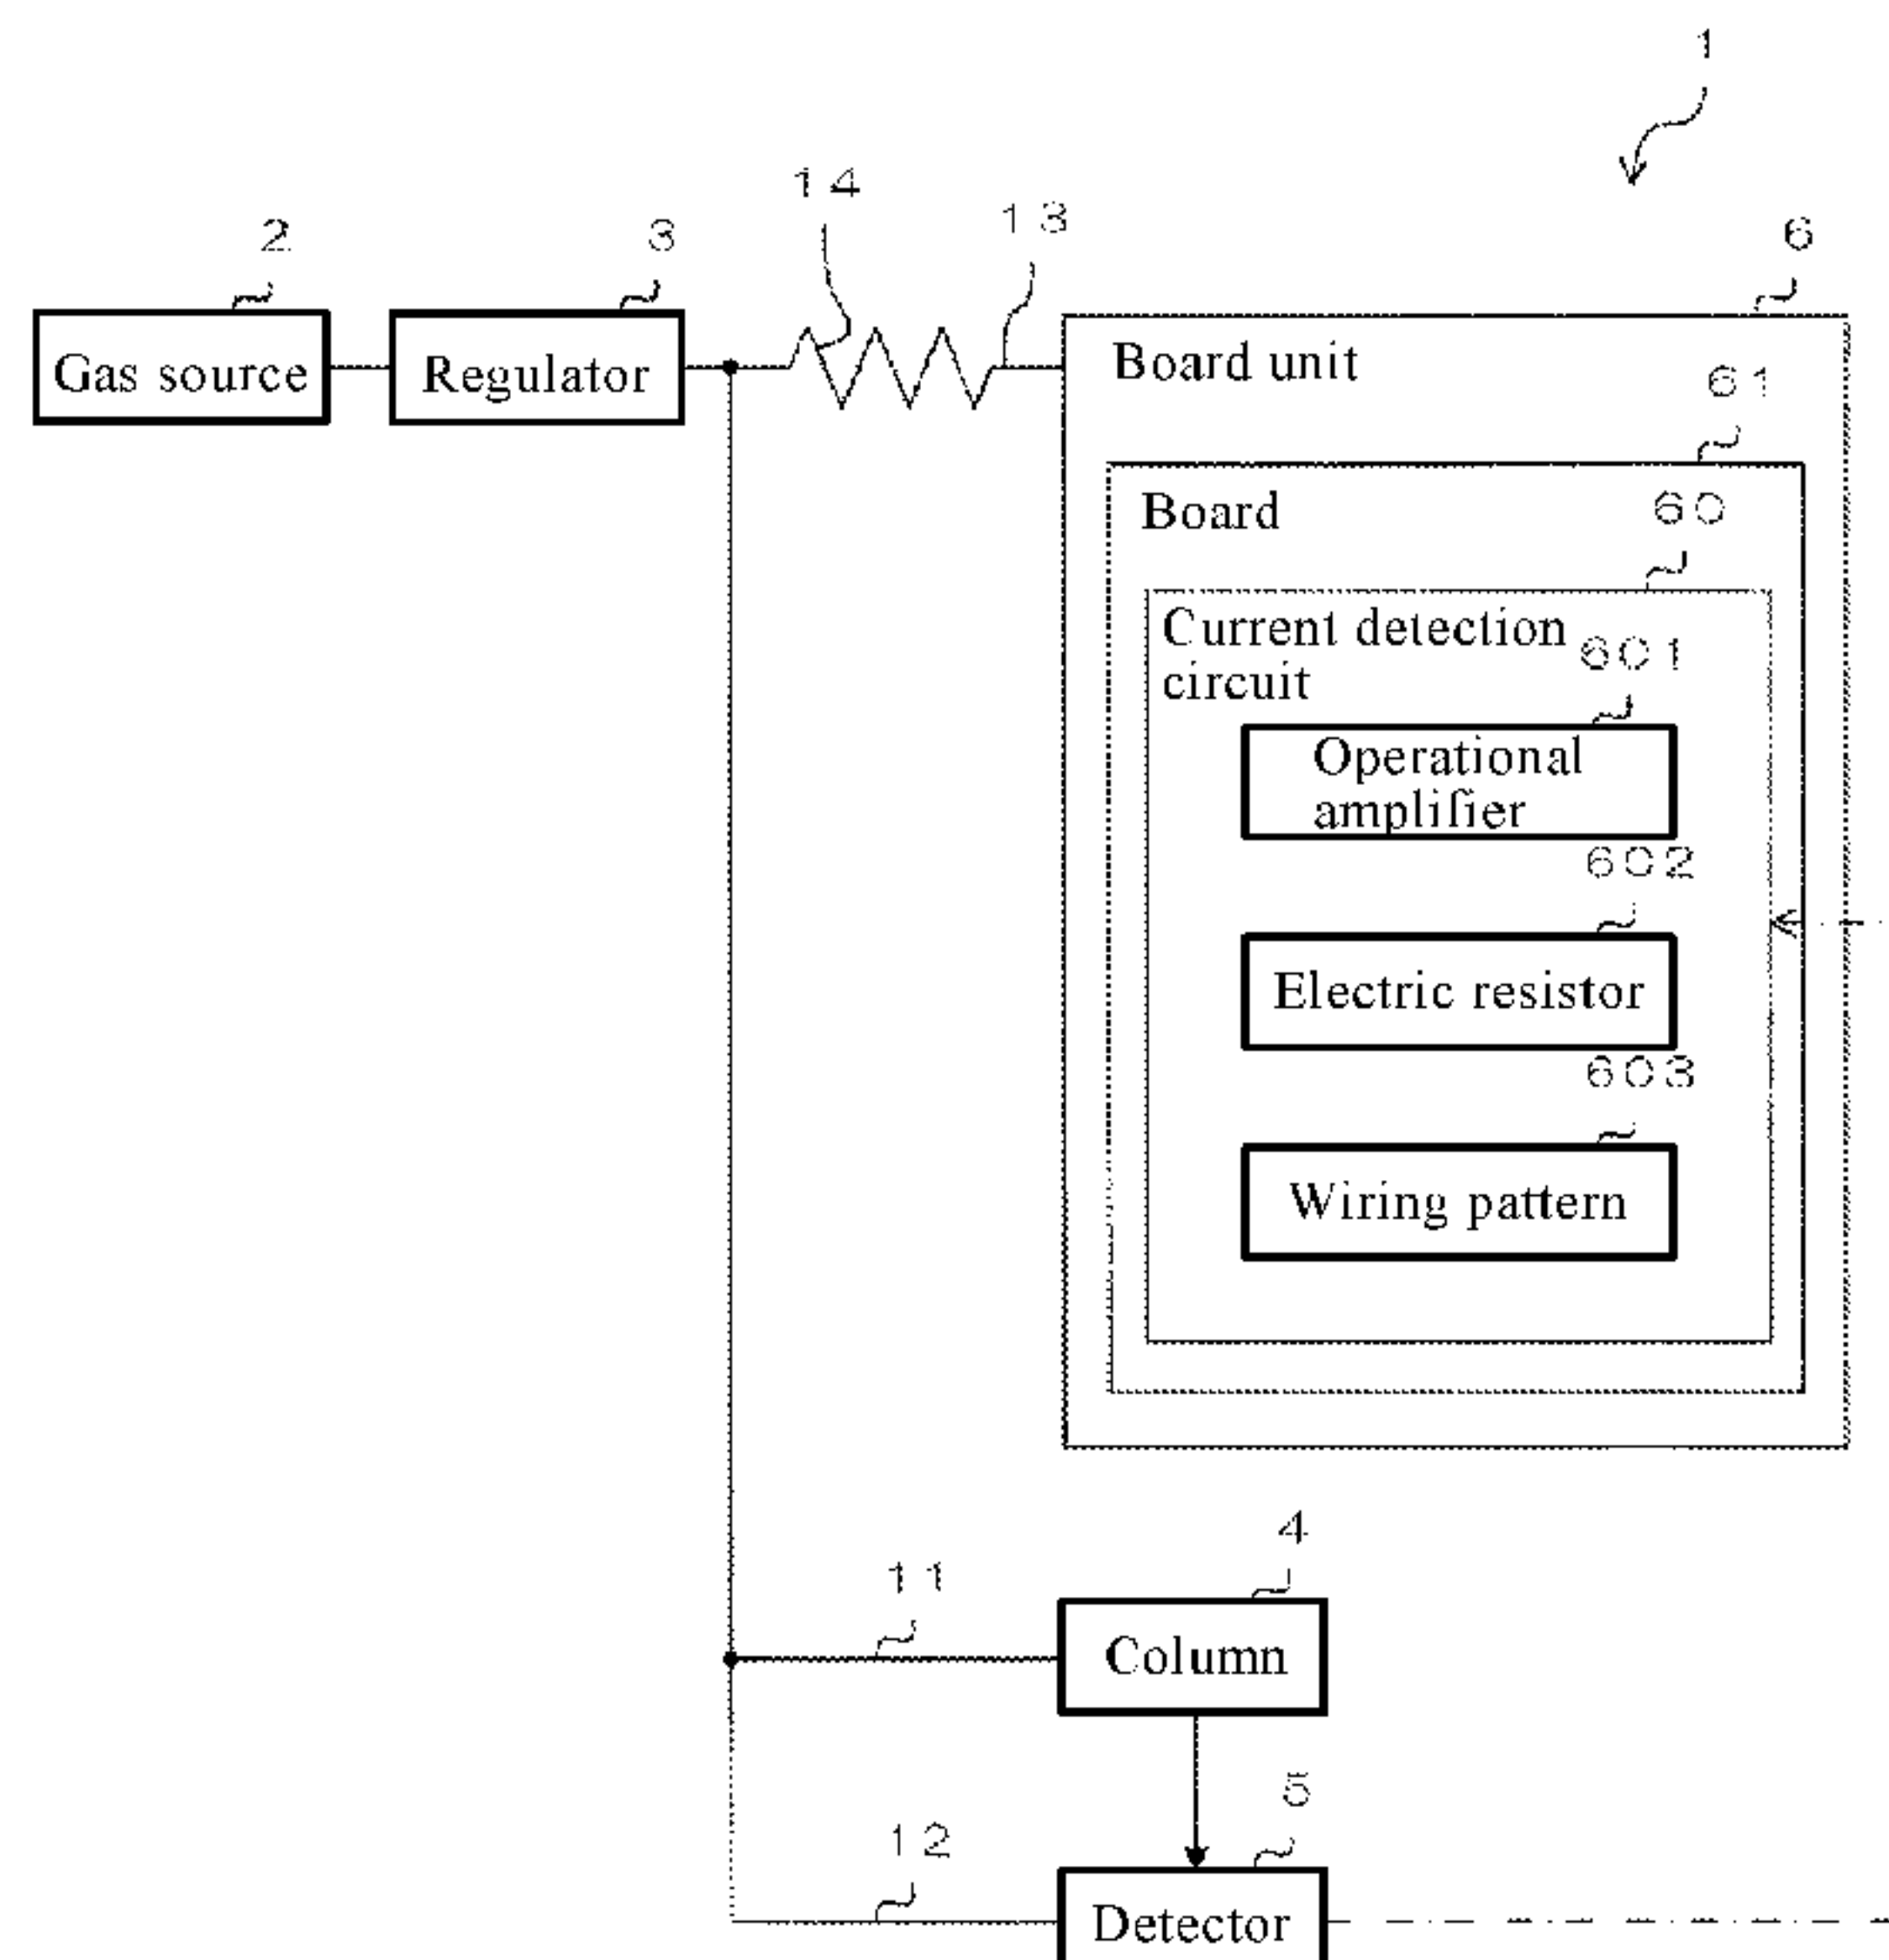 1
14
13
2
3
6
Gas source
Regulator
Board unit
61
Board
60
Current detection
circuit
601
Operational
amplifier
602
Electric resistor
603
Wiring pattern
4
11
Column
5
12
Detector